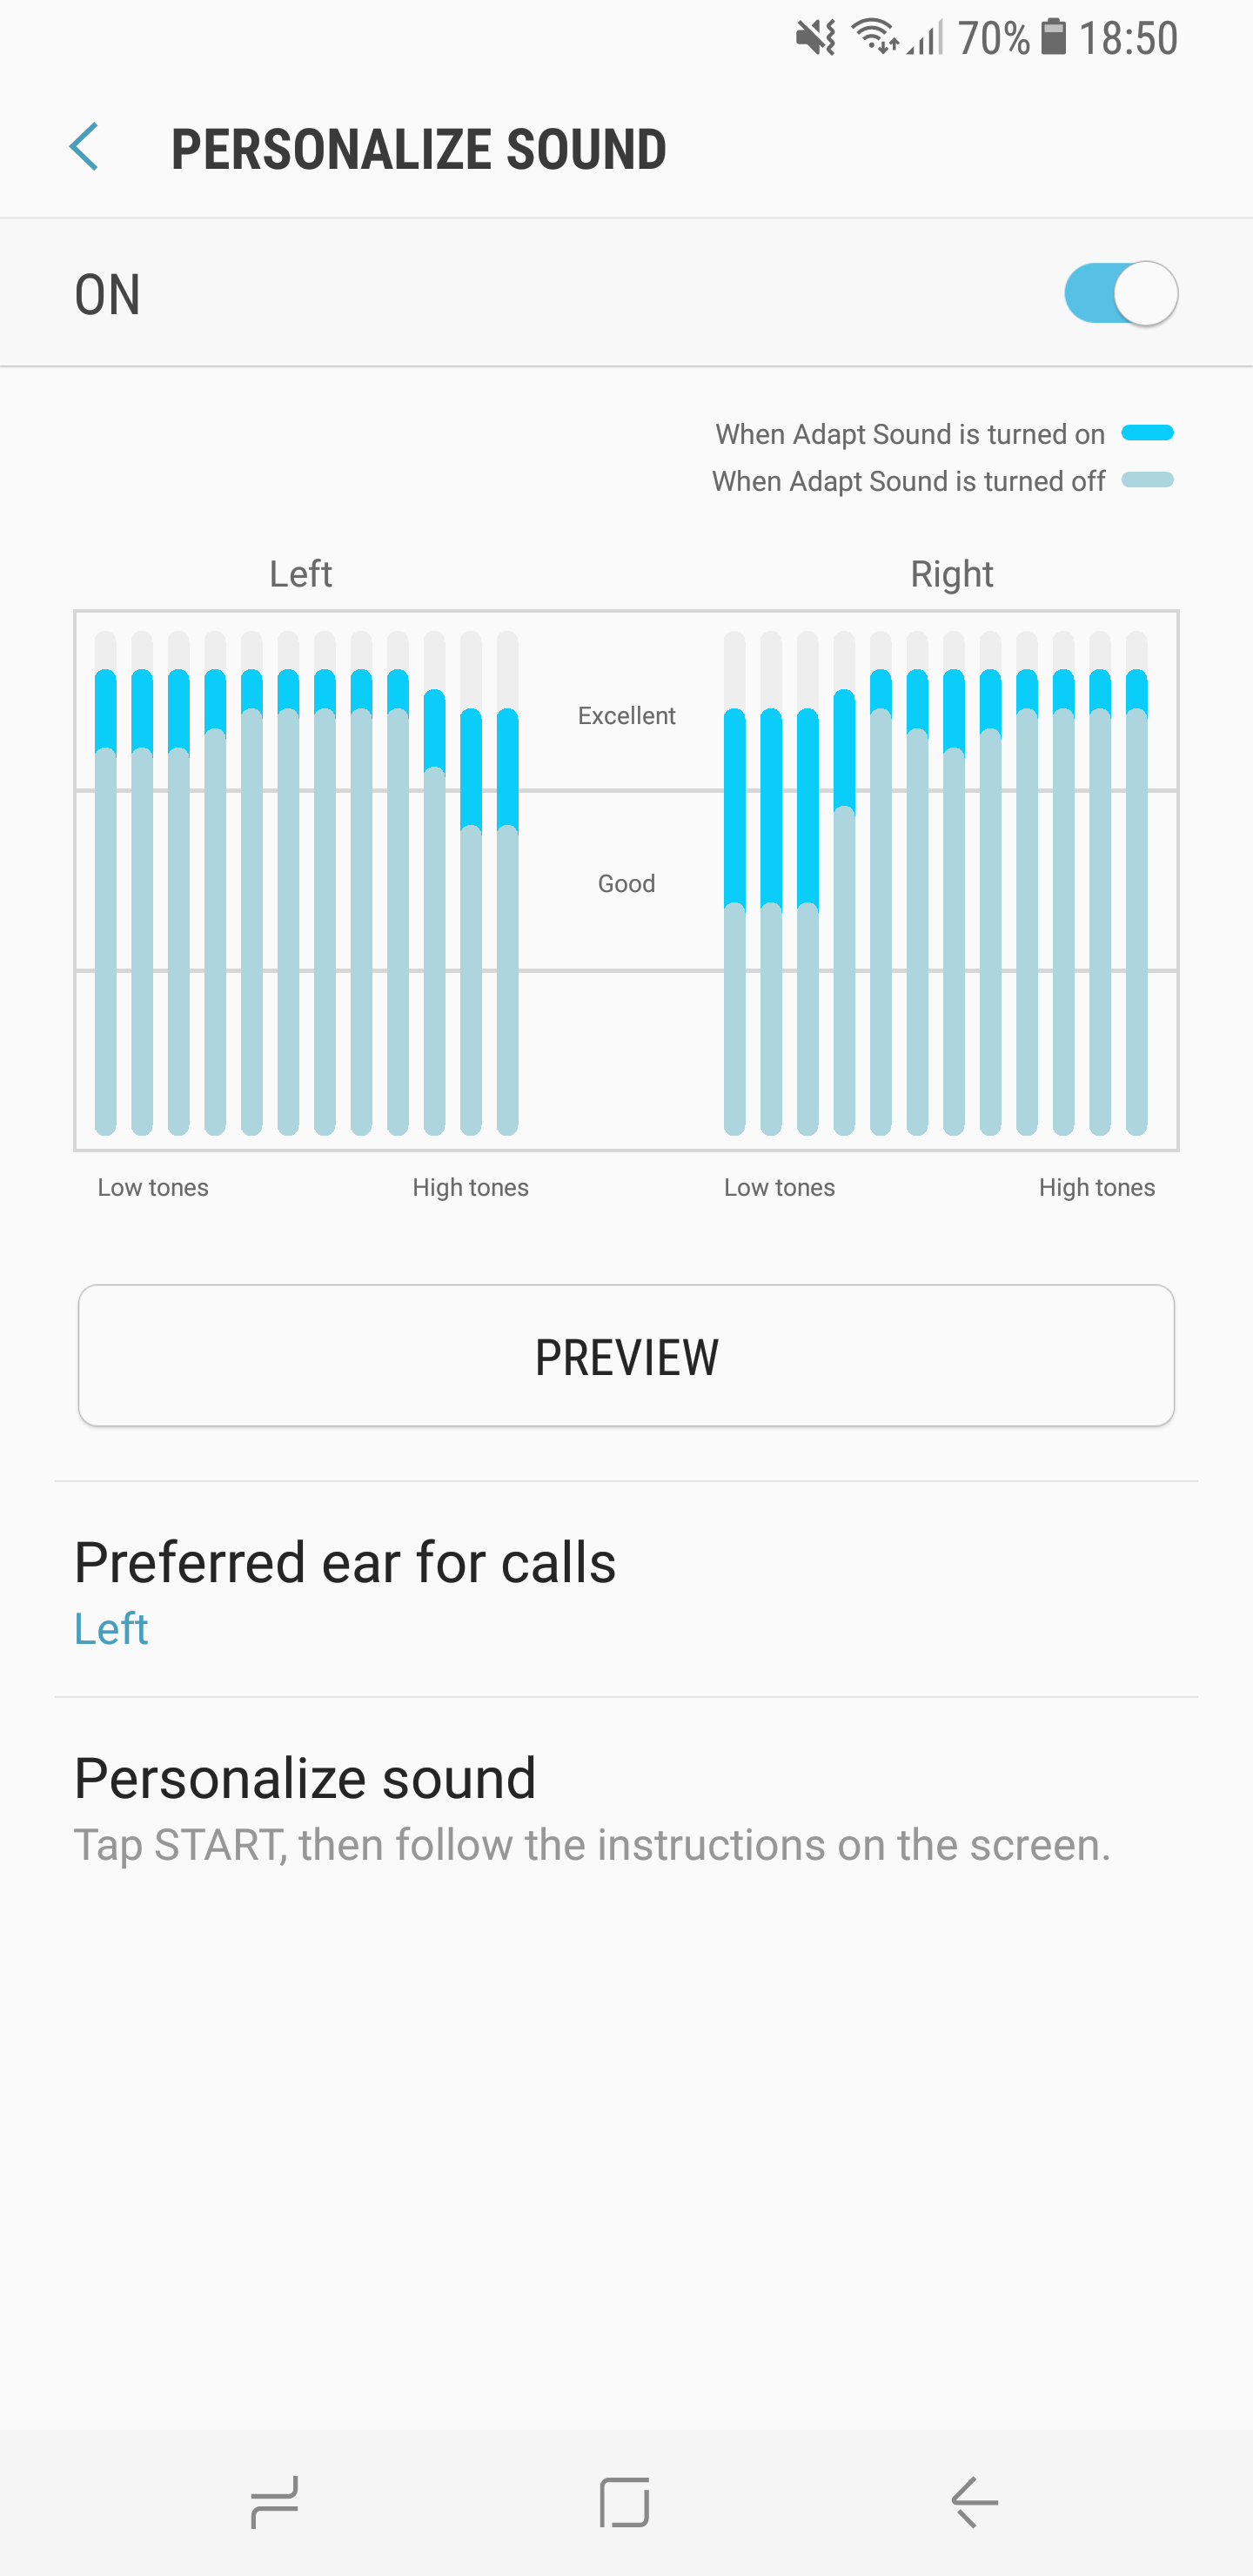 70% 18:50
PERSONALIZE SOUND
ON
When Adapt Sound is turned on
When Adapt Sound is turned off
Left Right
Excellent
Good
Low tones High tones Low tones High tones
PREVIEW
Preferred ear for calls
Left
Personalize sound
Tap START, then follow the instructions on the screen.